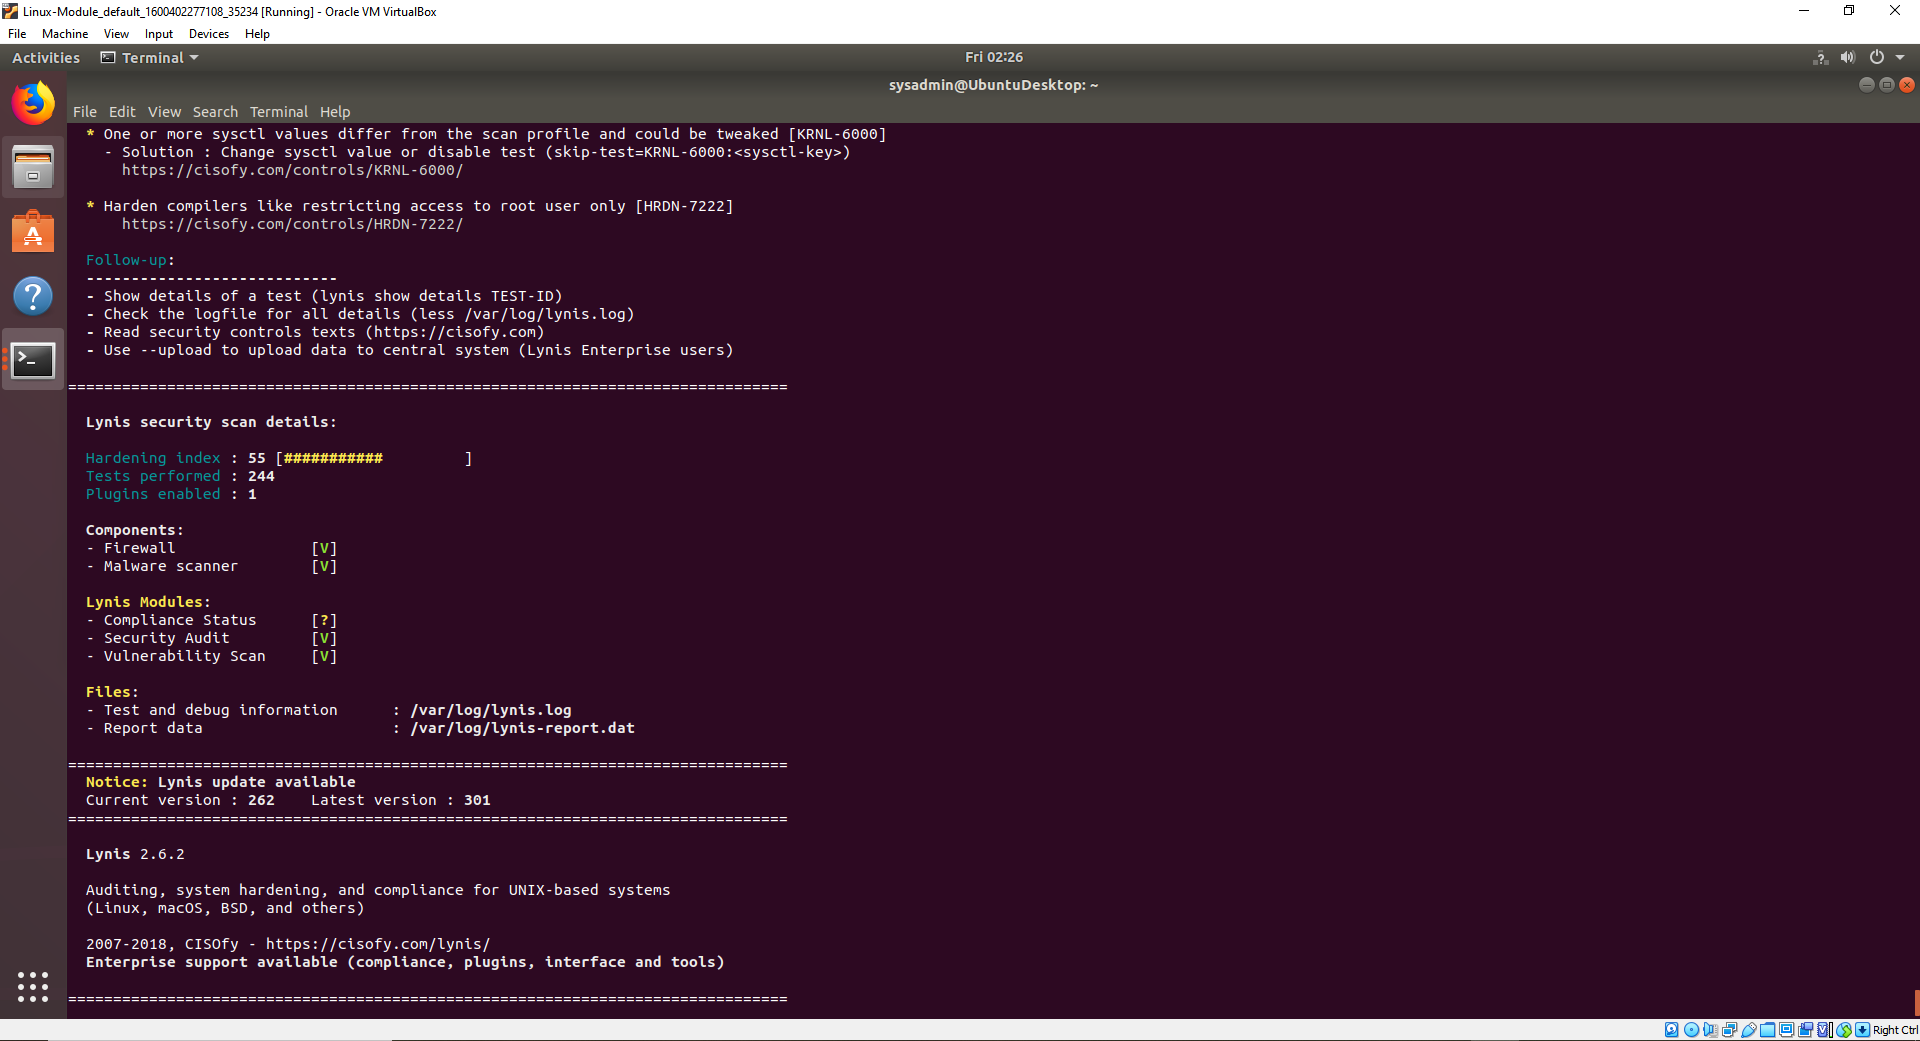 Linux-Module_default_1600402277108_35234 [Running] - Oracle VM VirtualBox
File Machine View Input Devices Help
Activities Terminal Fri 02:26
sysadmin@UbuntuDesktop: ~
File Edit View Search Terminal Help
* One or more sysctl values differ from the scan profile and could be tweaked [KRNL-6000]
- Solution : Change sysctl value or disable test (skip-test=KRNL-6000:<sysctl-key>)
https://cisofy.com/controls/KRNL-6000/
* Harden compilers like restricting access to root user only [HRDN-7222]
https://cisofy.com/controls/HRDN-7222/
Follow-up:
----------------------------
- Show details of a test (lynis show details TEST-ID)
- Check the logfile for all details (less /var/log/lynis.log)
- Read security controls texts (https://cisofy.com)
- Use --upload to upload data to central system (Lynis Enterprise users)
================================================================================
Lynis security scan details:
Hardening index : 55 [###########         ]
Tests performed : 244
Plugins enabled : 1
Components:
- Firewall [V]
- Malware scanner [V]
Lynis Modules:
- Compliance Status [?]
- Security Audit [V]
- Vulnerability Scan [V]
Files:
- Test and debug information : /var/log/lynis.log
- Report data : /var/log/lynis-report.dat
================================================================================
Notice: Lynis update available
Current version : 262 Latest version : 301
================================================================================
Lynis 2.6.2
Auditing, system hardening, and compliance for UNIX-based systems
(Linux, macOS, BSD, and others)
2007-2018, CISOfy - https://cisofy.com/lynis/
Enterprise support available (compliance, plugins, interface and tools)
================================================================================
Right Ctrl